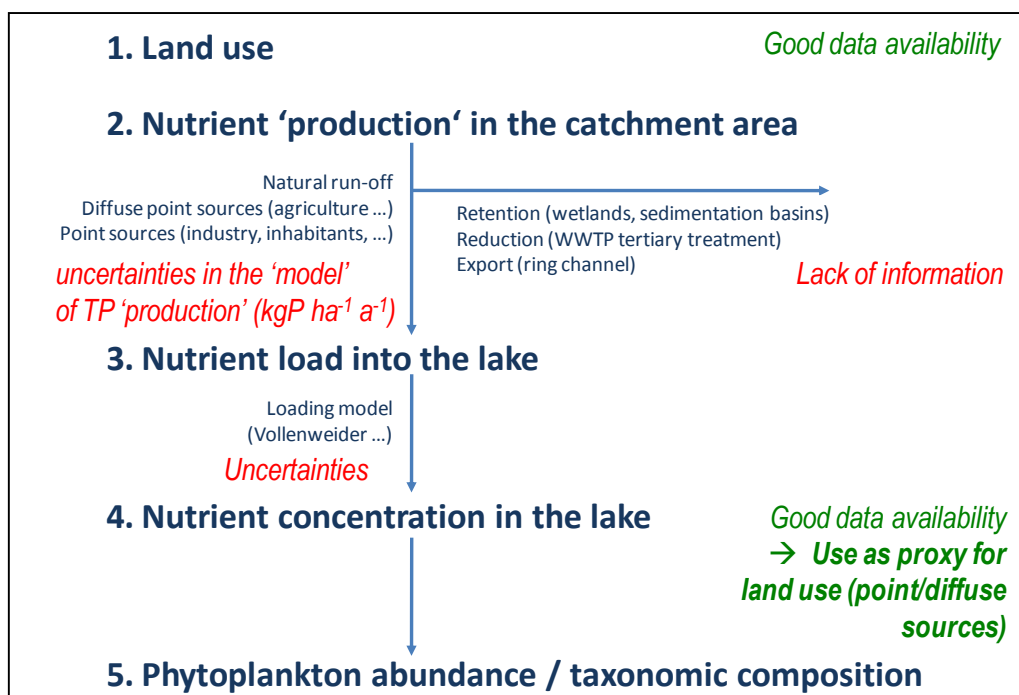 1. Land use
Good data availability
2. Nutrient ‘production‘ in the catchment area
Natural run-off
Diffuse point sources (agriculture ...)
Point sources (industry, inhabitants, ...)
Retention (wetlands, sedimentation basins)
Reduction (WWTP tertiary treatment)
Export (ring channel)
uncertainties in the ‘model’
of TP ‘production’ (kgP ha⁻¹ a⁻¹)
Lack of information
3. Nutrient load into the lake
Loading model
(Vollenweider ...)
Uncertainties
4. Nutrient concentration in the lake
Good data availability
→ Use as proxy for
land use (point/diffuse
sources)
5. Phytoplankton abundance / taxonomic composition